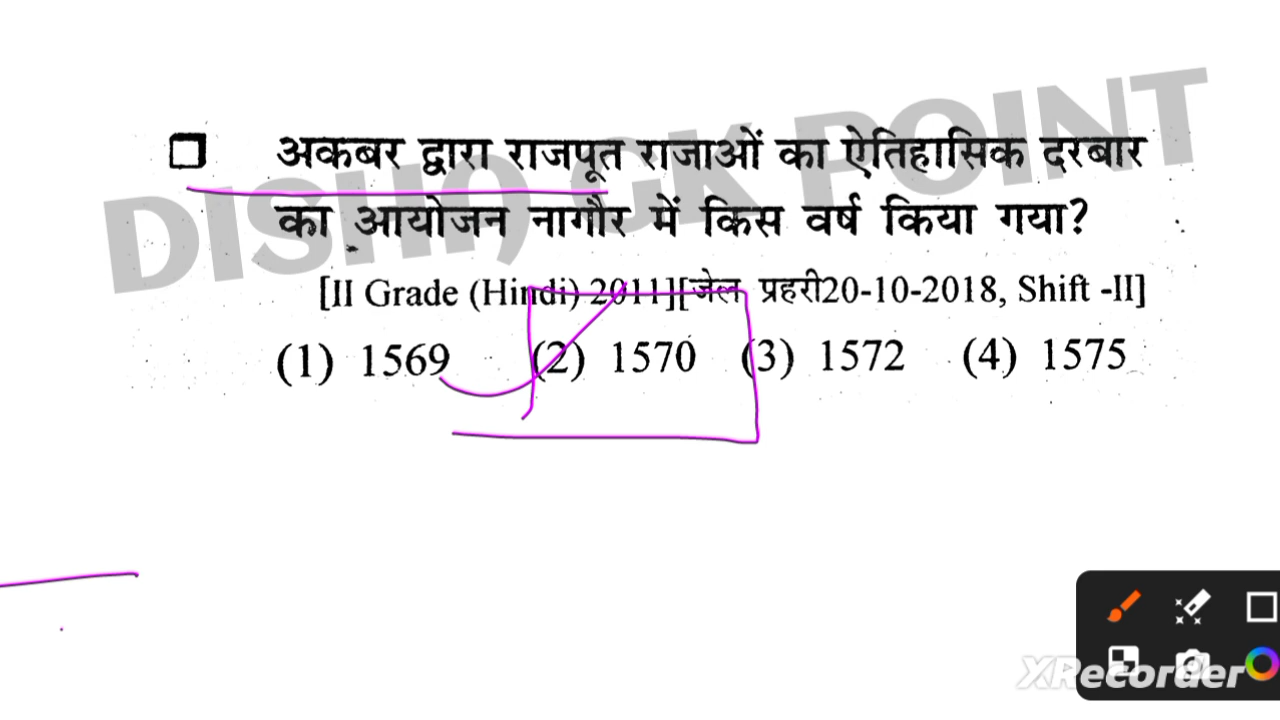 DISHA GK POINT
अकबर द्वारा राजपूत राजाओं का ऐतिहासिक दरबार
का आयोजन नागौर में किस वर्ष किया गया?
[II Grade (Hindi) 2011][जेल प्रहरी20-10-2018, Shift -II]
(1) 1569 (2) 1570 (3) 1572 (4) 1575
XRecorder